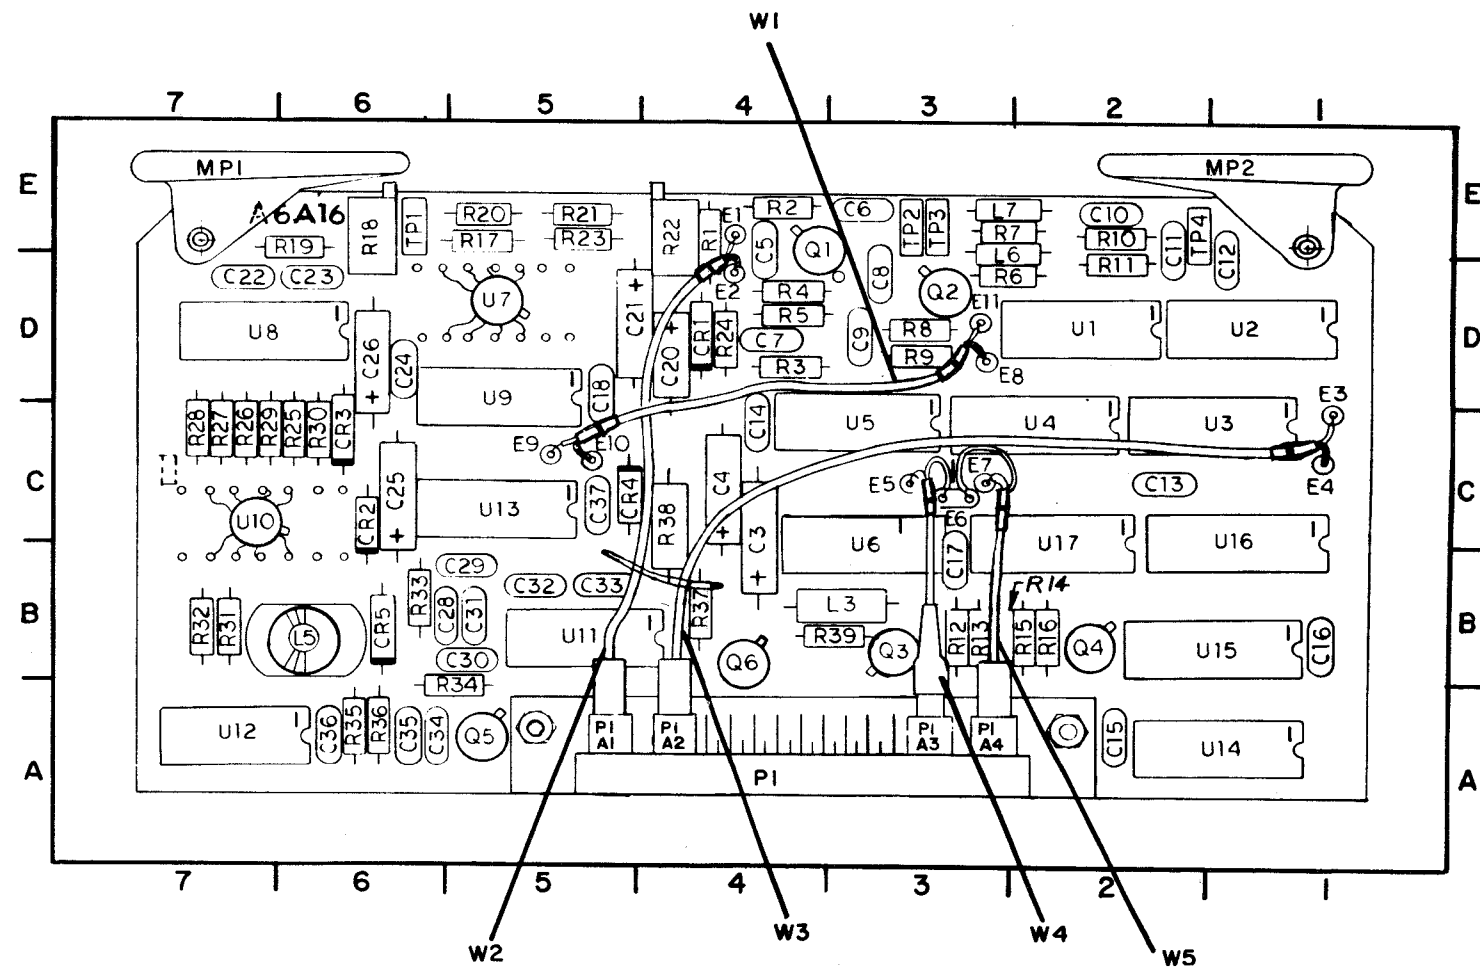 W1
7 6 5 4 3 2 1
E E
MP1 MP2
A6A16
R18 TP1 R20 R21 R22 R1 E1 R2 C6 TP2 TP3 L7 C10 TP4
R19 R17 R23 C5 Q1 R7 R10 C11 C12
C22 C23 E2 C8 L6 R11
R6
D D
U7 C21 + R4 Q2 E11
U8 C26 + C24 C20 + CR1 R24 R5 C9 R8 U1 U2
C7 R9
R3 E8
U9 C18 C14 U5 U4 U3 E3
R28 R27 R26 R29 R25 R30 CR3
E9 E10
C C
C25 + U13 C37 CR4 R38 C4 + C3 + E5 E7 C13 E4
U10 CR2 E6
U6 C17 U17 U16
C29
B B
R32 R31 L5 CR5 R33 C28 C31 C32 C33 R37 L3 R14
U11 R39 R12 R13 R15 R16 Q4 U15 C16
C30 Q6 Q3
R34
U12 C36 R35 R36 C35 C34 Q5 C15 U14
P1 A1
P1 A2
P1 A3
P1 A4
A A
P1
7 6 5 4 3 2 1
W2 W3 W4 W5